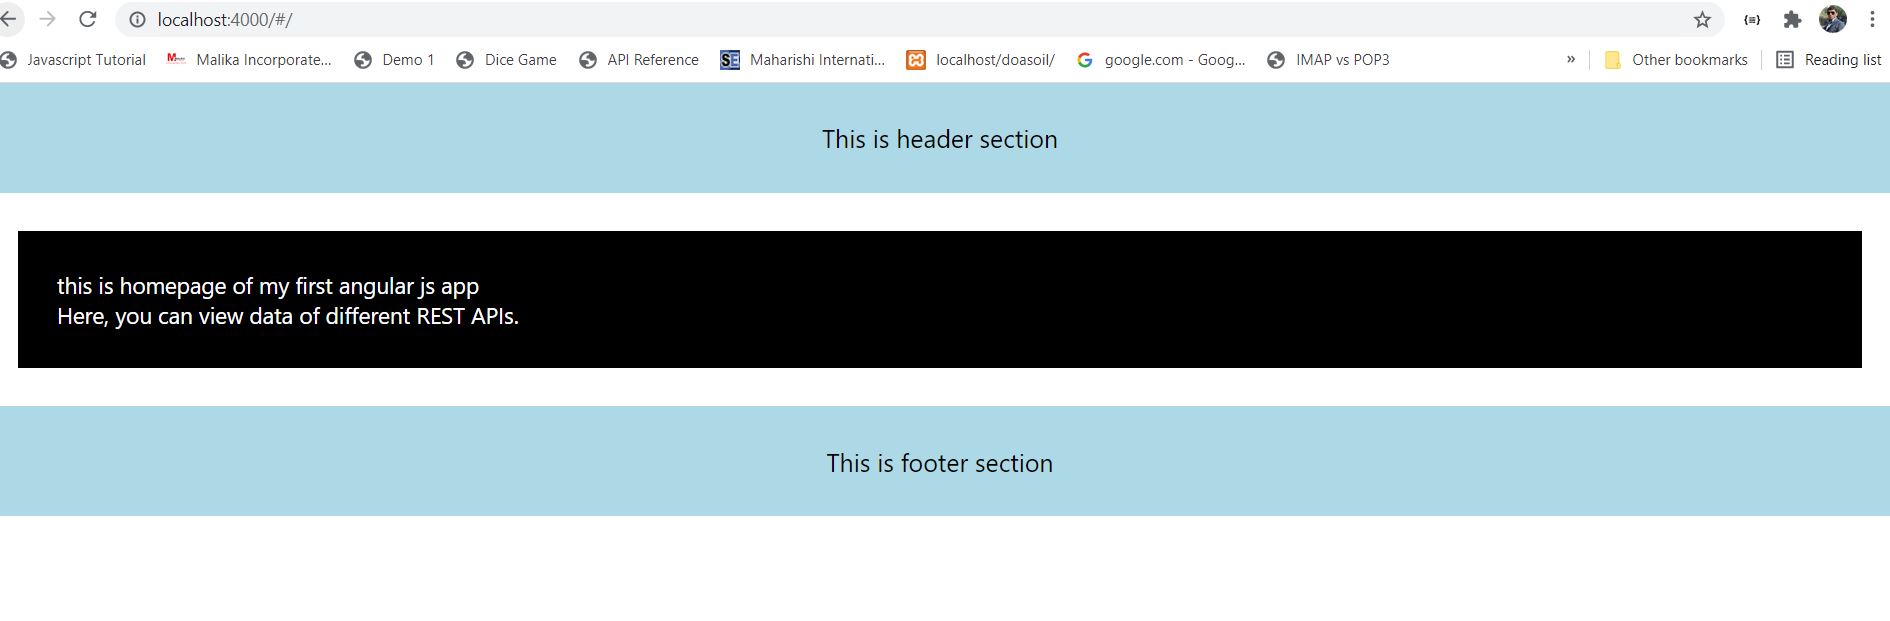 localhost:4000/#/
Javascript Tutorial Malika Incorporate... Demo 1 Dice Game API Reference SE Maharishi Internati... localhost/doasoil/ google.com - Goog... IMAP vs POP3 » Other bookmarks Reading list
This is header section
this is homepage of my first angular js app
Here, you can view data of different REST APIs.
This is footer section